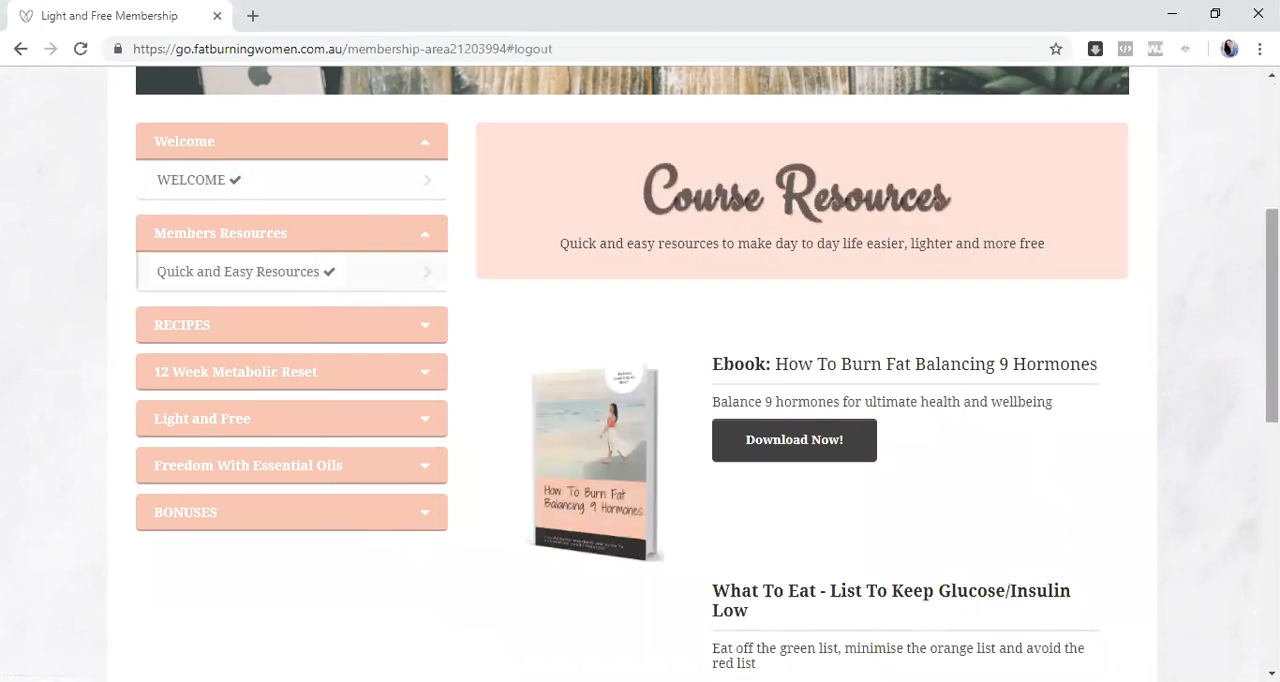 Light and Free Membership
https://go.fatburningwomen.com.au/membership-area21203994#logout
Welcome
WELCOME
Members Resources
Quick and Easy Resources
RECIPES
12 Week Metabolic Reset
Light and Free
Freedom With Essential Oils
BONUSES
Course Resources
Quick and easy resources to make day to day life easier, lighter and more free
How To Burn Fat
Balancing 9 Hormones
Ebook: How To Burn Fat Balancing 9 Hormones
Balance 9 hormones for ultimate health and wellbeing
Download Now!
What To Eat - List To Keep Glucose/Insulin
Low
Eat off the green list, minimise the orange list and avoid the
red list